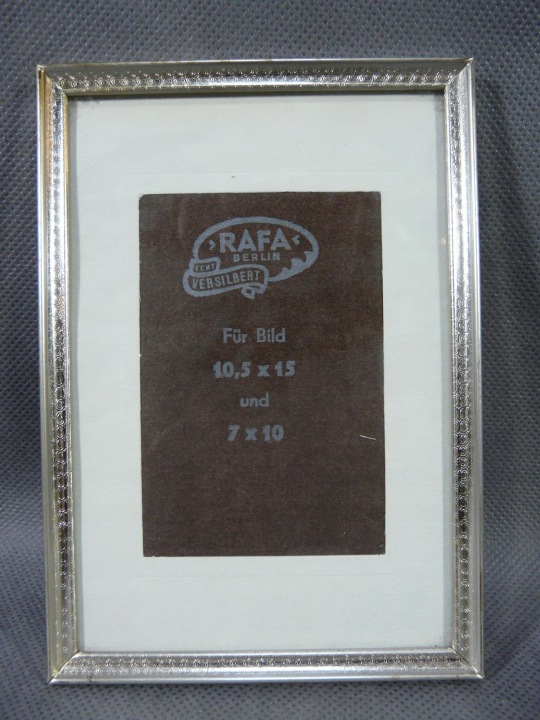 RAFA
BERLIN
ECHT
VERSILBERT
Für Bild
10,5 x 15
und
7 x 10